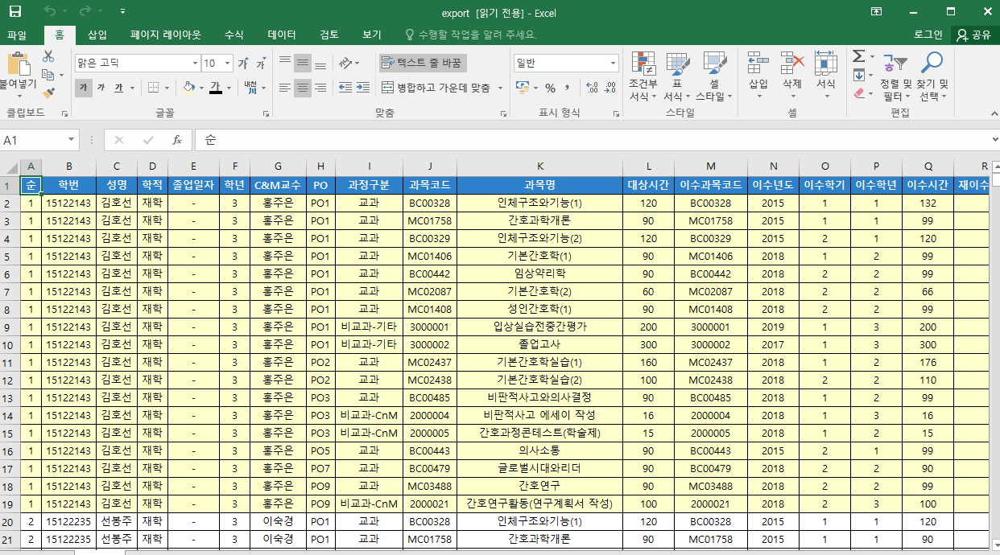 export [읽기 전용] - Excel
파일 홈 삽입 페이지 레이아웃 수식 데이터 검토 보기 수행할 작업을 알려 주세요. 로그인 공유
붙여넣기 클립보드
맑은 고딕 10 가 가
가 가 가 가 내천 글꼴
텍스트 줄 바꿈
병합하고 가운데 맞춤
맞춤
일반
% ,
표시 형식
조건부 서식 표 서식 셀 스타일
스타일
삽입 삭제 서식
셀
정렬 및 필터 찾기 및 선택
편집
A1 fx 순
A B C D E F G H I J K L M N O P Q R
1 순 학번 성명 학적 졸업일자 학년 C&M교수 PO 과정구분 과목코드 과목명 대상시간 이수과목코드 이수년도 이수학기 이수학년 이수시간 재이수
2 1 15122143 김호선 재학 - 3 홍주은 PO1 교과 BC00328 인체구조와기능(1) 120 BC00328 2015 1 1 132
3 1 15122143 김호선 재학 - 3 홍주은 PO1 교과 MC01758 간호과학개론 90 MC01758 2015 1 1 99
4 1 15122143 김호선 재학 - 3 홍주은 PO1 교과 BC00329 인체구조와기능(2) 120 BC00329 2015 2 1 120
5 1 15122143 김호선 재학 - 3 홍주은 PO1 교과 MC01406 기본간호학(1) 90 MC01406 2018 1 2 99
6 1 15122143 김호선 재학 - 3 홍주은 PO1 교과 BC00442 임상약리학 90 BC00442 2018 2 2 99
7 1 15122143 김호선 재학 - 3 홍주은 PO1 교과 MC02087 기본간호학(2) 60 MC02087 2018 2 2 66
8 1 15122143 김호선 재학 - 3 홍주은 PO1 교과 MC01408 성인간호학(1) 90 MC01408 2018 2 2 99
9 1 15122143 김호선 재학 - 3 홍주은 PO1 비교과-기타 3000001 입상실습전중간평가 200 3000001 2019 1 3 200
10 1 15122143 김호선 재학 - 3 홍주은 PO1 비교과-기타 3000002 졸업고사 300 3000002 2017 1 3 300
11 1 15122143 김호선 재학 - 3 홍주은 PO2 교과 MC02437 기본간호학실습(1) 160 MC02437 2018 1 2 176
12 1 15122143 김호선 재학 - 3 홍주은 PO2 교과 MC02438 기본간호학실습(2) 100 MC02438 2018 2 2 110
13 1 15122143 김호선 재학 - 3 홍주은 PO3 교과 BC00485 비판적사고와의사결정 90 BC00485 2018 1 2 99
14 1 15122143 김호선 재학 - 3 홍주은 PO3 비교과-CnM 2000004 비판적사고 에세이 작성 16 2000004 2018 1 3 16
15 1 15122143 김호선 재학 - 3 홍주은 PO3 비교과-CnM 2000005 간호과정콘테스트(학술제) 15 2000005 2018 1 2 15
16 1 15122143 김호선 재학 - 3 홍주은 PO5 교과 BC00443 의사소통 90 BC00443 2015 2 1 99
17 1 15122143 김호선 재학 - 3 홍주은 PO7 교과 BC00479 글로벌시대와리더 90 BC00479 2018 2 2 90
18 1 15122143 김호선 재학 - 3 홍주은 PO9 교과 MC03488 간호연구 90 MC03488 2018 2 2 99
19 1 15122143 김호선 재학 - 3 홍주은 PO9 비교과-CnM 2000021 간호연구활동(연구계획서 작성) 100 2000021 2018 2 3 100
20 2 15122235 선봉주 재학 - 3 이숙경 PO1 교과 BC00328 인체구조와기능(1) 120 BC00328 2015 1 1 120
21 2 15122235 선봉주 재학 - 3 이숙경 PO1 교과 MC01758 간호과학개론 90 MC01758 2015 1 1 90